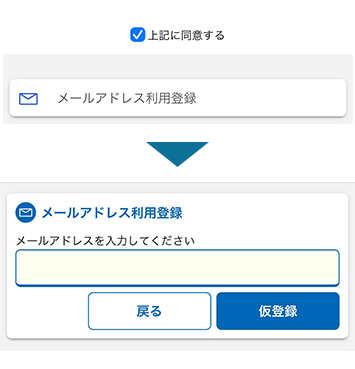 上記に同意する
メールアドレス利用登録
メールアドレス利用登録
メールアドレスを入力してください
戻る
仮登録